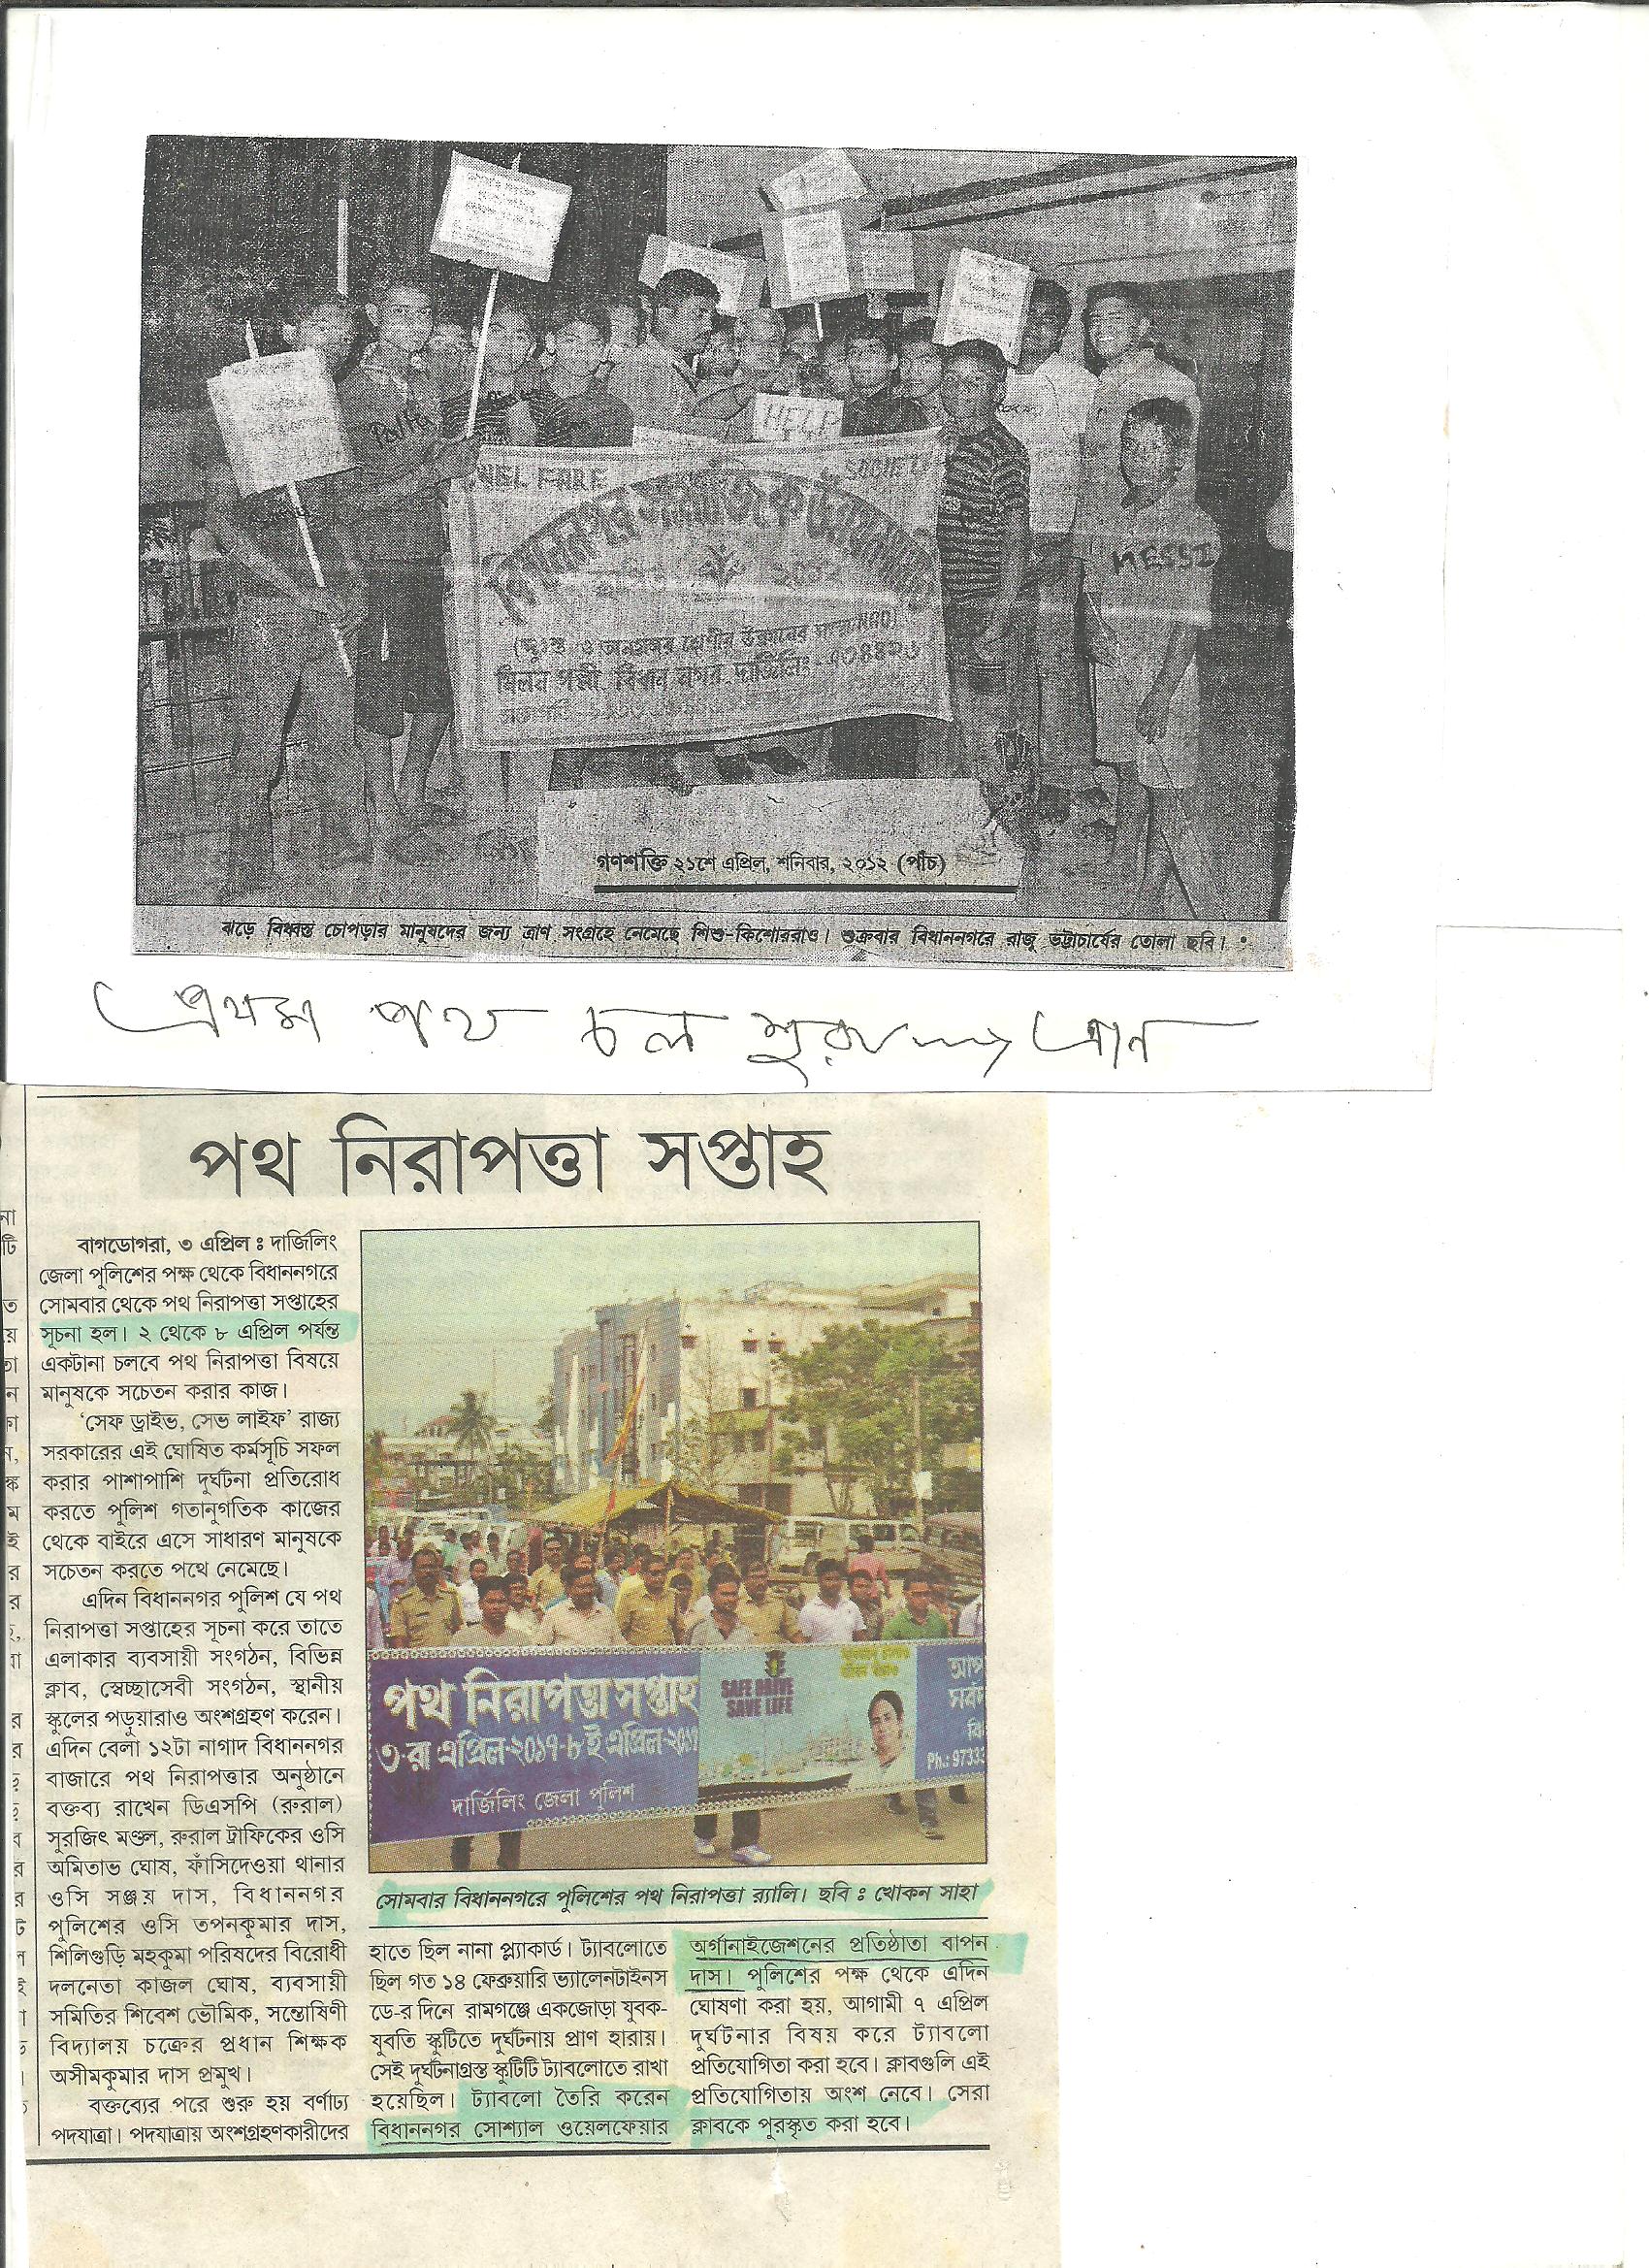 WELFARE SOCIETY
HELP
মিলন পল্লী, বিধান নগর, দার্জিলিং - ৭৩৪৪২৬
MESSI
গণশক্তি ২১শে এপ্রিল, শনিবার, ২০১২ (পাঁচ)
ঝড়ে বিধ্বস্ত চোপড়ার মানুষদের জন্য ত্রাণ সংগ্রহে নেমেছে শিশু-কিশোররাও। শুক্রবার বিধাননগরে রাজু ভট্টাচার্যের তোলা ছবি।
প্রথম পথ চল শুরু ত্রান
পথ নিরাপত্তা সপ্তাহ
বাগডোগরা, ৩ এপ্রিল : দার্জিলিং
জেলা পুলিশের পক্ষ থেকে বিধাননগরে
সোমবার থেকে পথ নিরাপত্তা সপ্তাহের
সূচনা হল। ২ থেকে ৮ এপ্রিল পর্যন্ত
একটানা চলবে পথ নিরাপত্তা বিষয়ে
মানুষকে সচেতন করার কাজ।
‘সেফ ড্রাইভ, সেভ লাইফ’ রাজ্য
সরকারের এই ঘোষিত কর্মসূচি সফল
করার পাশাপাশি দুর্ঘটনা প্রতিরোধ
করতে পুলিশ গতানুগতিক কাজের
থেকে বাইরে এসে সাধারণ মানুষকে
সচেতন করতে পথে নেমেছে।
এদিন বিধাননগর পুলিশ যে পথ
নিরাপত্তা সপ্তাহের সূচনা করে তাতে
এলাকার ব্যবসায়ী সংগঠন, বিভিন্ন
ক্লাব, স্বেচ্ছাসেবী সংগঠন, স্থানীয়
স্কুলের পড়ুয়ারাও অংশগ্রহণ করেন।
এদিন বেলা ১২টা নাগাদ বিধাননগর
বাজারে পথ নিরাপত্তার অনুষ্ঠানে
বক্তব্য রাখেন ডিএসপি (রুরাল)
সুরজিৎ মণ্ডল, রুরাল ট্রাফিকের ওসি
অমিতাভ ঘোষ, ফাঁসিদেওয়া থানার
ওসি সঞ্জয় দাস, বিধাননগর
পুলিশের ওসি তপনকুমার দাস,
শিলিগুড়ি মহকুমা পরিষদের বিরোধী
দলনেতা কাজল ঘোষ, ব্যবসায়ী
সমিতির শিবেশ ভৌমিক, সন্তোষিণী
বিদ্যালয় চক্রের প্রধান শিক্ষক
অসীমকুমার দাস প্রমুখ।
বক্তব্যের পরে শুরু হয় বর্ণাঢ্য
পদযাত্রা। পদযাত্রায় অংশগ্রহণকারীদের
পথ নিরাপত্তা সপ্তাহ
৩-রা এপ্রিল-২০১৭-৮ই এপ্রিল-২০১৭
দার্জিলিং জেলা পুলিশ
SAFE DRIVE
SAVE LIFE
Ph.: 9733
সোমবার বিধাননগরে পুলিশের পথ নিরাপত্তা র‍্যালি। ছবি : খোকন সাহা
হাতে ছিল নানা প্ল্যাকার্ড। ট্যাবলোতে
ছিল গত ১৪ ফেব্রুয়ারি ভ্যালেনটাইনস
ডে-র দিনে রামগঞ্জে একজোড়া যুবক-
যুবতি স্কুটিতে দুর্ঘটনায় প্রাণ হারায়।
সেই দুর্ঘটনাগ্রস্ত স্কুটিটি ট্যাবলোতে রাখা
হয়েছিল। ট্যাবলো তৈরি করেন
বিধাননগর সোশ্যাল ওয়েলফেয়ার
অর্গানাইজেশনের প্রতিষ্ঠাতা বাপন
দাস। পুলিশের পক্ষ থেকে এদিন
ঘোষণা করা হয়, আগামী ৭ এপ্রিল
দুর্ঘটনার বিষয় করে ট্যাবলো
প্রতিযোগিতা করা হবে। ক্লাবগুলি এই
প্রতিযোগিতায় অংশ নেবে। সেরা
ক্লাবকে পুরস্কৃত করা হবে।